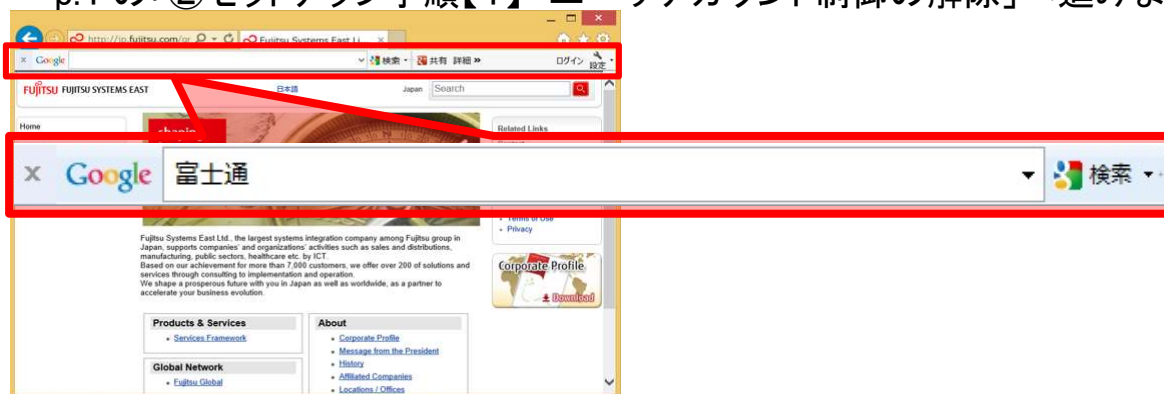 http://jp.fujitsu.com/gr
Fujitsu Systems East Li
× Google 検索 共有 詳細 » ログイン 設定
FUJITSU FUJITSU SYSTEMS EAST 日本語 Japan Search
Home
shaping
Related Links
x Google 富士通 検索
Terms of Use
Privacy
Fujitsu Systems East Ltd., the largest systems integration company among Fujitsu group in
Japan, supports companies' and organizations' activities such as sales and distributions,
manufacturing, public sectors, healthcare etc. by ICT.
Based on our achievement for more than 7,000 customers, we offer over 200 of solutions and
services through consulting to implementation and operation.
We shape a prosperous future with you in Japan as well as worldwide, as a partner to
accelerate your business evolution.
Corporate Profile
Download
Products & Services
Services Framework
Global Network
Fujitsu Global
About
Corporate Profile
Message from the President
History
Affiliated Companies
Locations / Offices